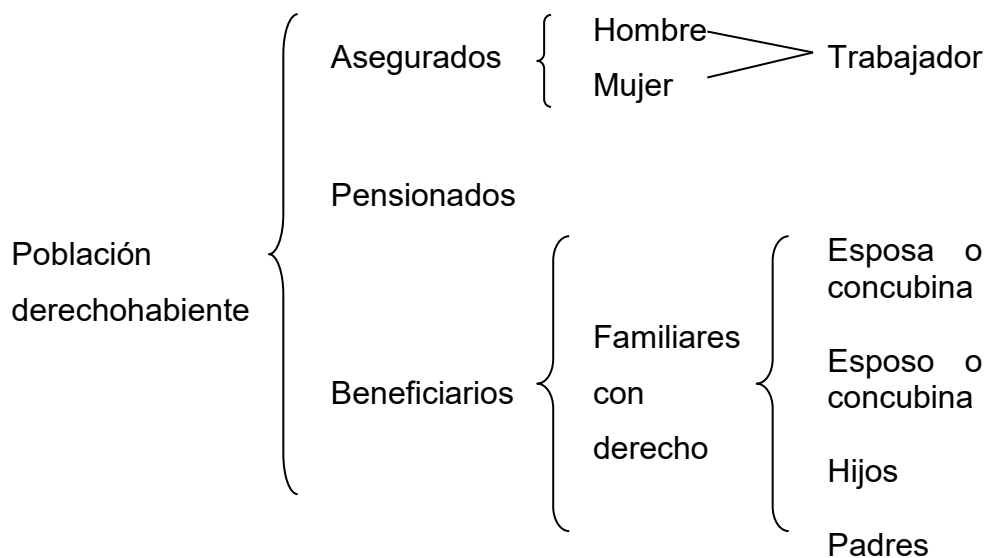 Población
derechohabiente
Asegurados
Hombre
Mujer
Trabajador
Pensionados
Beneficiarios
Familiares
con
derecho
Esposa o
concubina
Esposo o
concubina
Hijos
Padres